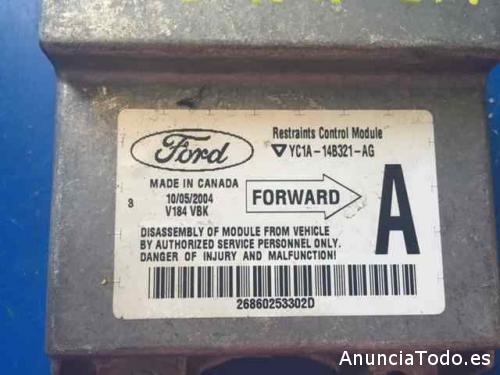 Ford
Restraints Control Module
YC1A-14B321-AG
MADE IN CANADA
10/05/2004
V184 VBK
8
FORWARD
A
DISASSEMBLY OF MODULE FROM VEHICLE
BY AUTHORIZED SERVICE PERSONNEL ONLY.
DANGER OF INJURY AND MALFUNCTION!
26860253302D
AnunciaTodo.es